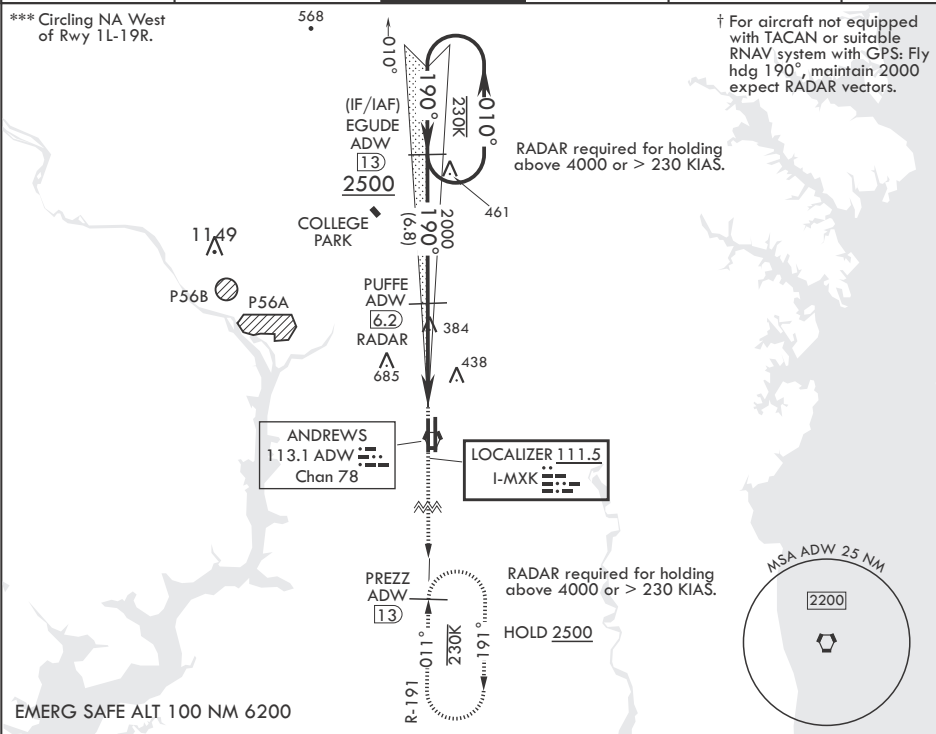 *** Circling NA West
of Rwy 1L-19R.
568
† For aircraft not equipped
with TACAN or suitable
RNAV system with GPS: Fly
hdg 190°, maintain 2000
expect RADAR vectors.
010°
190°
230K
010°
(IF/IAF)
EGUDE
ADW
13
2500
RADAR required for holding
above 4000 or > 230 KIAS.
461
COLLEGE
PARK
2000
190°
(6.8)
1149
P56B
P56A
PUFFE
ADW
6.2
RADAR
384
685
438
ANDREWS
113.1 ADW
Chan 78
LOCALIZER 111.5
I-MXK
MSA ADW 25 NM
2200
PREZZ
ADW
13
RADAR required for holding
above 4000 or > 230 KIAS.
HOLD 2500
011°
230K
191°
R-191
EMERG SAFE ALT 100 NM 6200